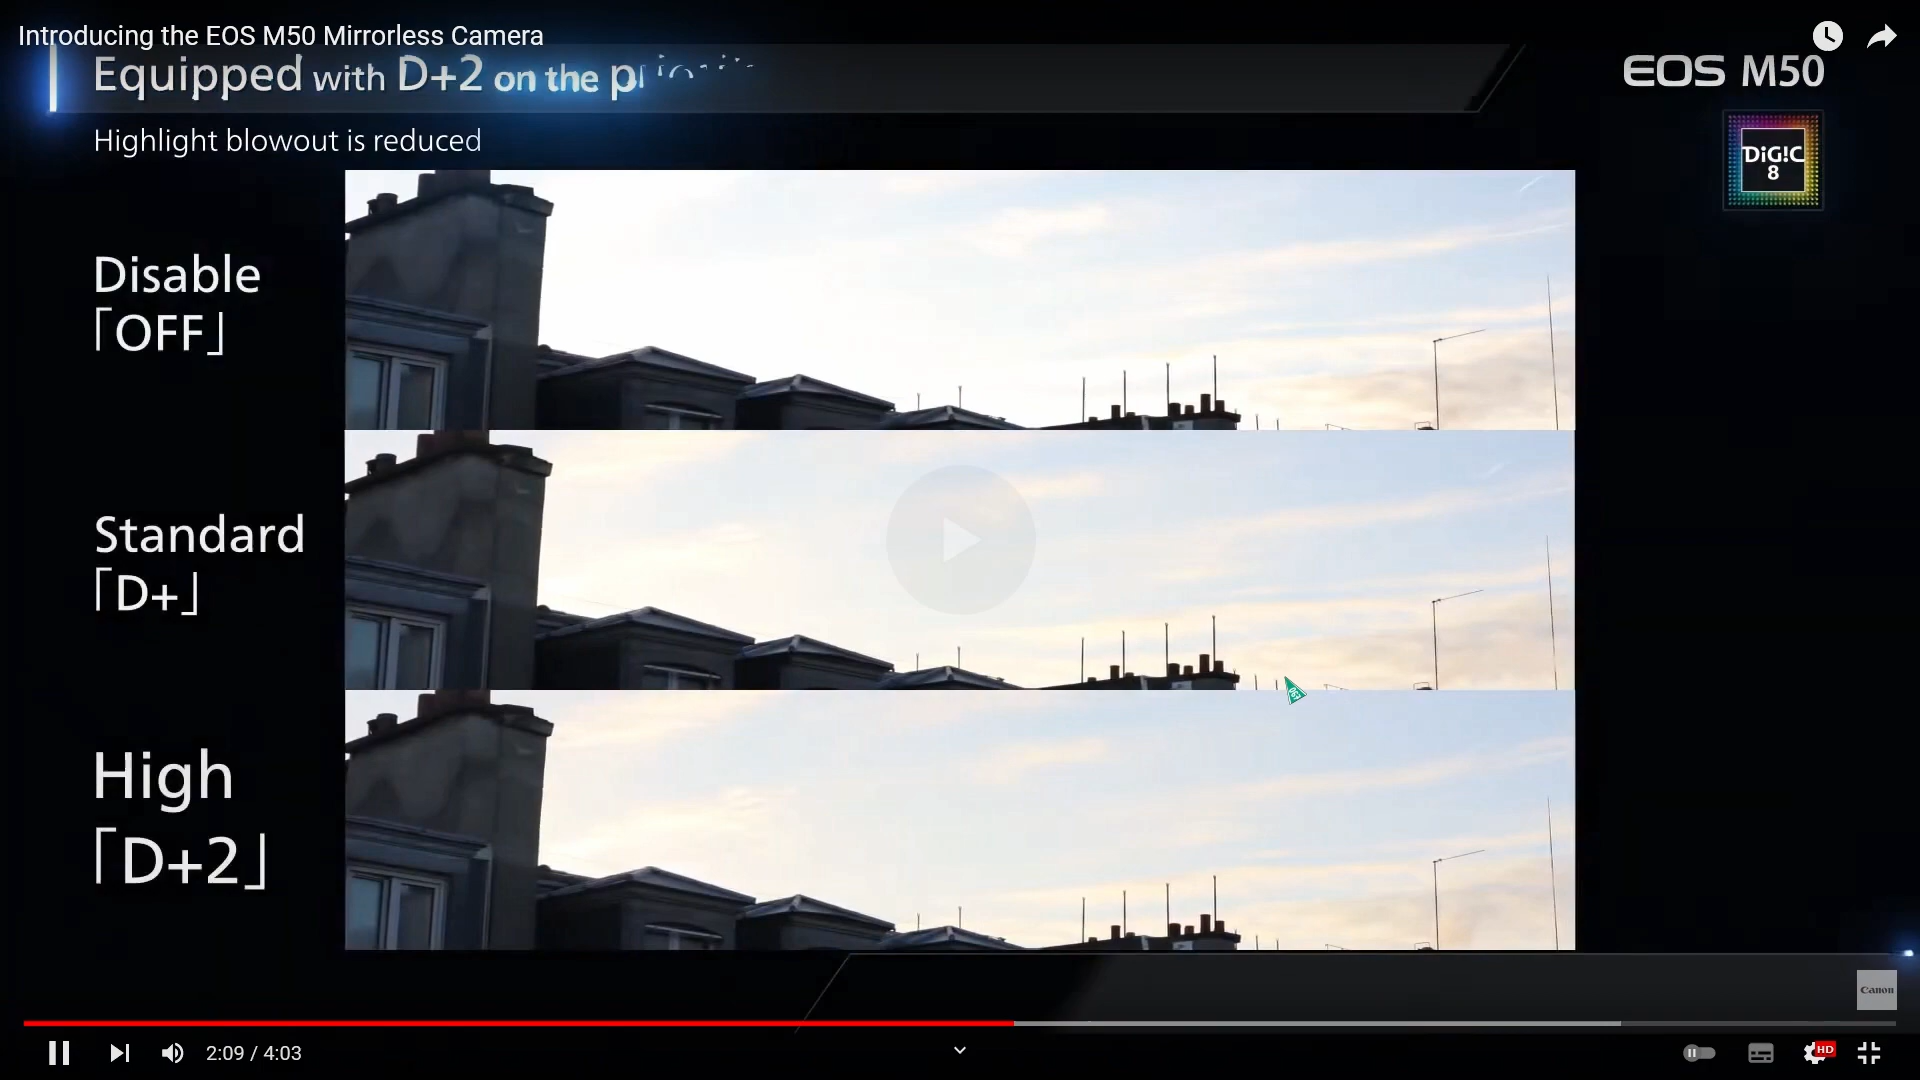 Introducing the EOS M50 Mirrorless Camera
Equipped with D+2 on the
EOS M50
Highlight blowout is reduced
DiG!C
8
Disable
「OFF」
Standard
「D+」
High
「D+2」
Canon
2:09 / 4:03
HD